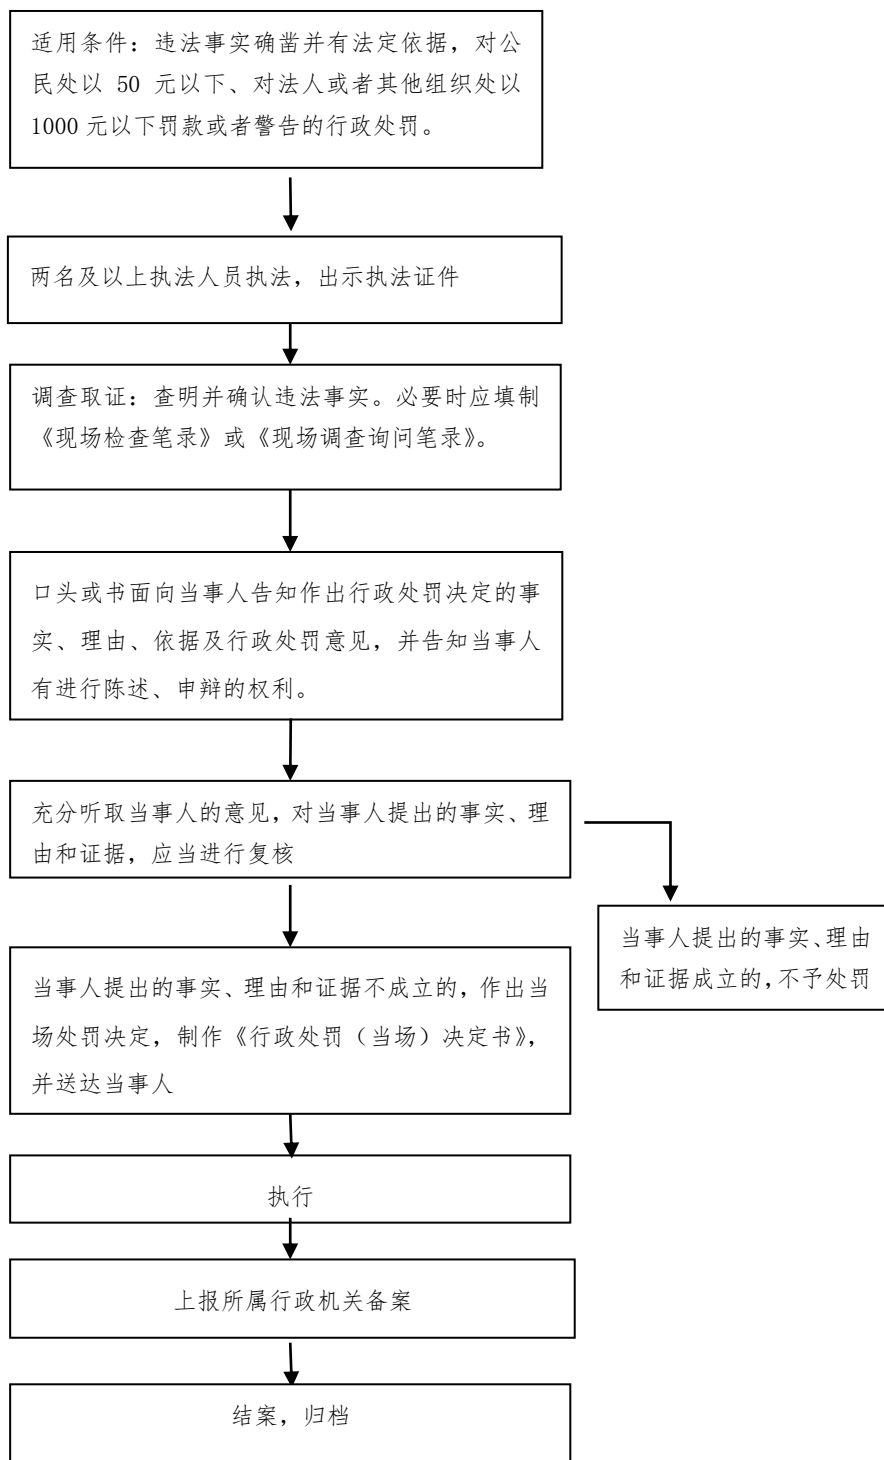 适用条件：违法事实确凿并有法定依据，对公
民处以 50 元以下、对法人或者其他组织处以
1000 元以下罚款或者警告的行政处罚。
两名及以上执法人员执法，出示执法证件
调查取证：查明并确认违法事实。必要时应填制
《现场检查笔录》或《现场调查询问笔录》。
口头或书面向当事人告知作出行政处罚决定的事
实、理由、依据及行政处罚意见，并告知当事人
有进行陈述、申辩的权利。
充分听取当事人的意见，对当事人提出的事实、理
由和证据，应当进行复核
当事人提出的事实、理由
和证据成立的，不予处罚
当事人提出的事实、理由和证据不成立的，作出当
场处罚决定，制作《行政处罚（当场）决定书》，
并送达当事人
执行
上报所属行政机关备案
结案，归档